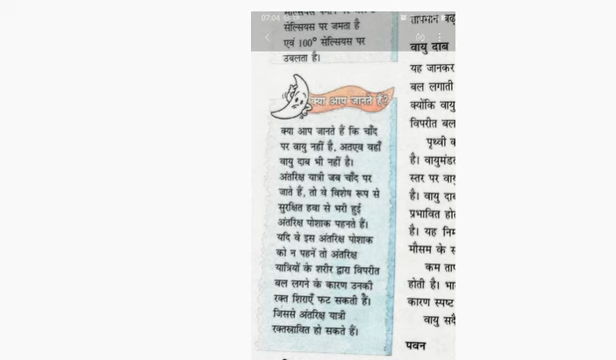 07:04
सेल्सियस पर जमता है
एवं 100° सेल्सियस पर
उबलता है।
क्या आप जानते हैं?
क्या आप जानते हैं कि चाँद
पर वायु नहीं है, अतएव वहाँ
वायु दाब भी नहीं है।
अंतरिक्ष यात्री जब चाँद पर
जाते हैं, तो वे विशेष रूप से
सुरक्षित हवा से भरी हुई
अंतरिक्ष पोशाक पहनते हैं।
यदि वे इस अंतरिक्ष पोशाक
को न पहनें तो अंतरिक्ष
यात्रियों के शरीर द्वारा विपरीत
बल लगने के कारण उनकी
रक्त शिराएँ फट सकती हैं।
जिससे अंतरिक्ष यात्री
रक्तस्रावित हो सकते हैं।
तापमान
वायु दाब
यह जानकर
बल लगाती
क्योंकि वायु
विपरीत बल
पृथ्वी
है। वायुमंड
स्तर पर
है। वायु
प्रभावित
है। यह
मौसम के
कम
होती है।
कारण स्पष्ट
वायु
पवन